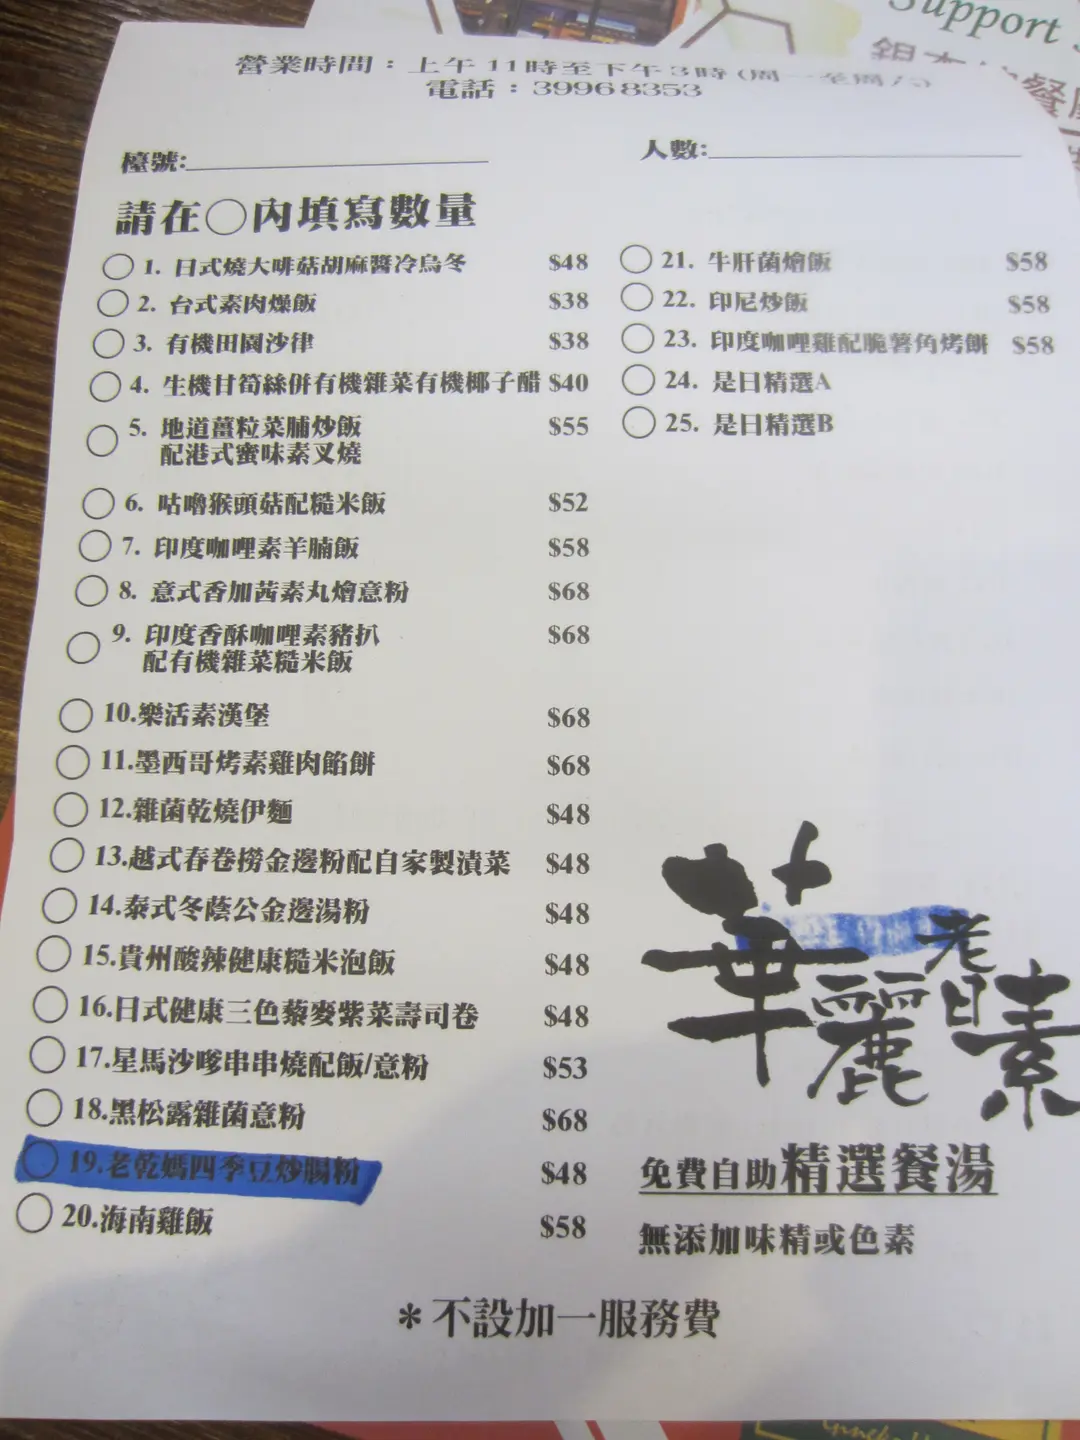 Support
營業時間：上午11時至下午3時(周一至周六)
電話：39968353
檯號:
人數:
請在○內填寫數量
1. 日式燒大啡菇胡麻醬冷烏冬 $48
2. 台式素肉燥飯 $38
3. 有機田園沙律 $38
4. 生機甘筍絲併有機雜菜有機椰子醋 $40
5. 地道薑粒菜脯炒飯 $55
配港式蜜味素叉燒
6. 咕嚕猴頭菇配糙米飯 $52
7. 印度咖哩素羊腩飯 $58
8. 意式香加茜素丸燴意粉 $68
9. 印度香酥咖哩素豬扒 $68
配有機雜菜糙米飯
10.樂活素漢堡 $68
11.墨西哥烤素雞肉餡餅 $68
12.雜菌乾燒伊麵 $48
13.越式春卷撈金邊粉配自家製漬菜 $48
14.泰式冬蔭公金邊湯粉 $48
15.貴州酸辣健康糙米泡飯 $48
16.日式健康三色藜麥紫菜壽司卷 $48
17.星馬沙嗲串串燒配飯/意粉 $53
18.黑松露雜菌意粉 $68
19.老乾媽四季豆炒腸粉 $48
20.海南雞飯 $58
21. 牛肝菌燴飯 $58
22. 印尼炒飯 $58
23. 印度咖哩雞配脆薯角烤餅 $58
24. 是日精選A
25. 是日精選B
華麗素
老日
免費自助精選餐湯
無添加味精或色素
＊不設加一服務費